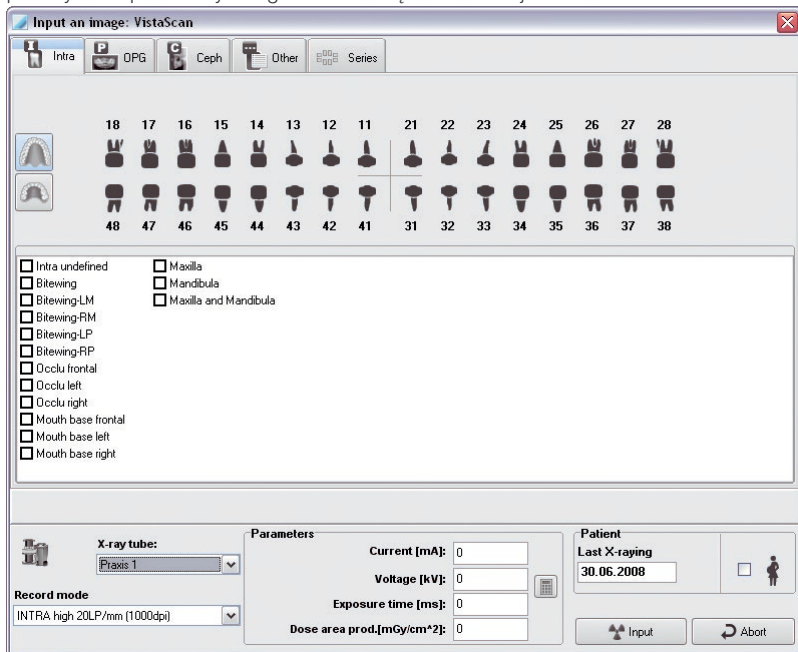 Input an image: VistaScan
Intra OPG Ceph Other Series
18 17 16 15 14 13 12 11 21 22 23 24 25 26 27 28
48 47 46 45 44 43 42 41 31 32 33 34 35 36 37 38
Intra undefined Maxilla
Bitewing Mandibula
Bitewing-LM Maxilla and Mandibula
Bitewing-RM
Bitewing-LP
Bitewing-RP
Occlu frontal
Occlu left
Occlu right
Mouth base frontal
Mouth base left
Mouth base right
X-ray tube:
Praxis 1
Record mode
INTRA high 20LP/mm (1000dpi)
Parameters
Current [mA]: 0
Voltage [kV]: 0
Exposure time [ms]: 0
Dose area prod.[mGy/cm^2]: 0
Patient
Last X-raying
30.06.2008
Input Abort